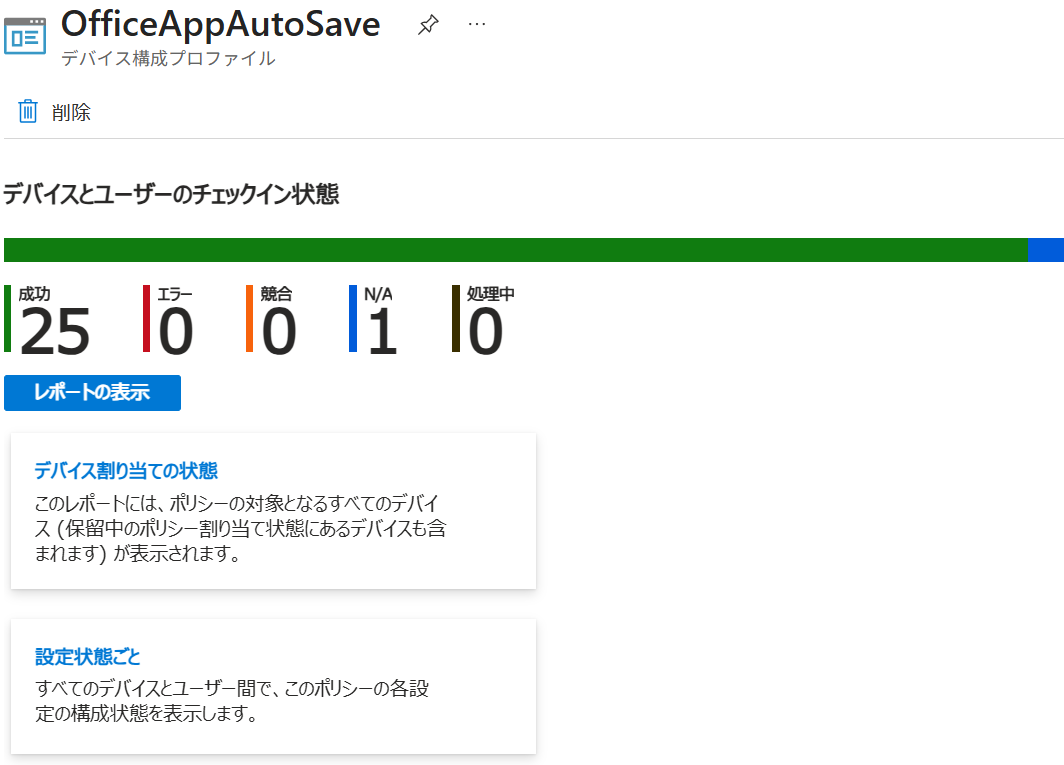 OfficeAppAutoSave
デバイス構成プロファイル
削除
デバイスとユーザーのチェックイン状態
成功 エラー 競合 N/A 処理中
25 0 0 1 0
レポートの表示
デバイス割り当ての状態
このレポートには、ポリシーの対象となるすべてのデバイ
ス (保留中のポリシー割り当て状態にあるデバイスも含
まれます) が表示されます。
設定状態ごと
すべてのデバイスとユーザー間で、このポリシーの各設
定の構成状態を表示します。